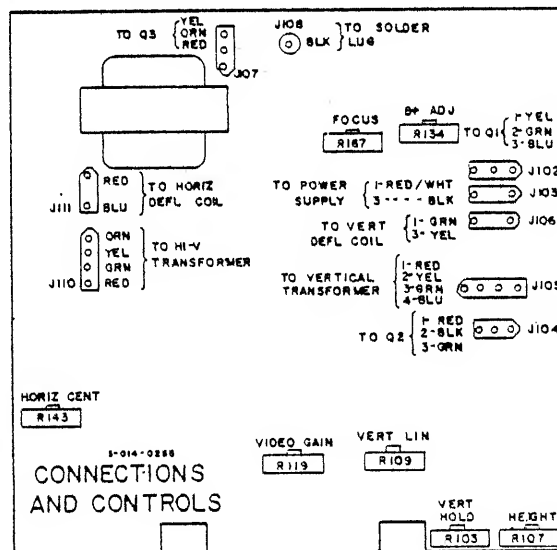 TO Q3
YEL
ORN
RED
J107
J108
BLK
TO SOLDER
LUG
FOCUS
R167
B+ ADJ
R134
TO Q1
1-YEL
2-GRN
3-BLU
J102
TO POWER
SUPPLY
1-RED/WHT
3----BLK
J103
TO VERT
DEFL COIL
1-GRN
3-YEL
J106
J111
RED
BLU
TO HORIZ
DEFL COIL
J110
ORN
YEL
GRN
RED
TO HI-V
TRANSFORMER
TO VERTICAL
TRANSFORMER
1-RED
2-YEL
3-GRN
4-BLU
J105
TO Q2
1-RED
2-BLK
3-GRN
J104
HORIZ CENT
R143
VIDEO GAIN
R119
VERT LIN
R109
CONNECTIONS
AND CONTROLS
VERT
HOLD
R103
HEIGHT
R107